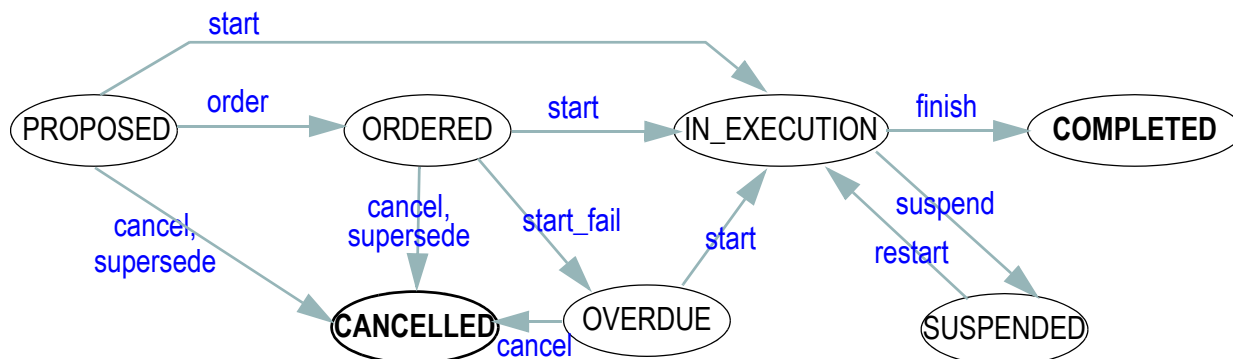 start
order
start
finish
PROPOSED
ORDERED
IN_EXECUTION
COMPLETED
cancel,
supersede
cancel,
supersede
start_fail
start
suspend
restart
CANCELLED
OVERDUE
SUSPENDED
cancel